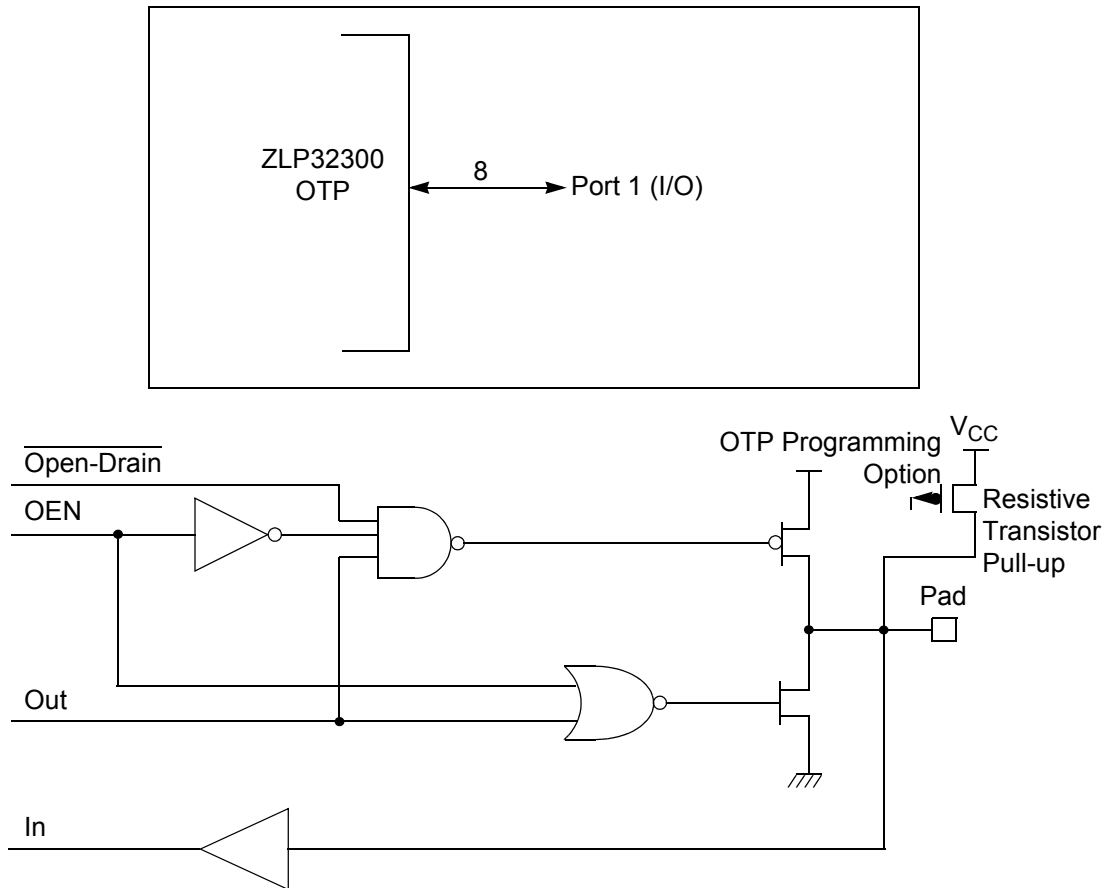 ZLP32300
OTP
8
Port 1 (I/O)
Open-Drain
OEN
OTP Programming
Option
VCC
Resistive
Transistor
Pull-up
Pad
Out
In